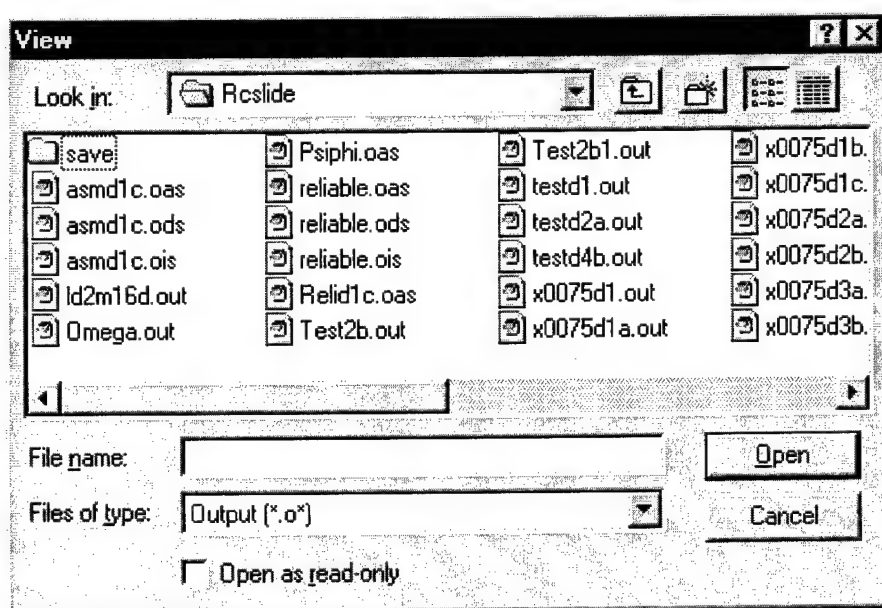 View
Look in: Rcslide
save Psiphi.oas Test2b1.out x0075d1b.
asmd1c.oas reliable.oas testd1.out x0075d1c.
asmd1c.ods reliable.ods testd2a.out x0075d2a.
asmd1c.ois reliable.ois testd4b.out x0075d2b.
ld2m16d.out Relid1c.oas x0075d1.out x0075d3a.
Omega.out Test2b.out x0075d1a.out x0075d3b.
File name: Open
Files of type: Output (*.o*) Cancel
Open as read-only